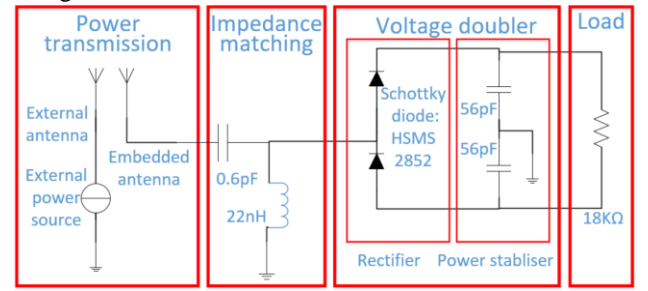 Power
transmission
Impedance
matching
Voltage doubler
Load
External
antenna
Embedded
antenna
External
power
source
0.6pF
22nH
Schottky
diode:
HSMS
2852
56pF
56pF
18KΩ
Rectifier
Power stabliser